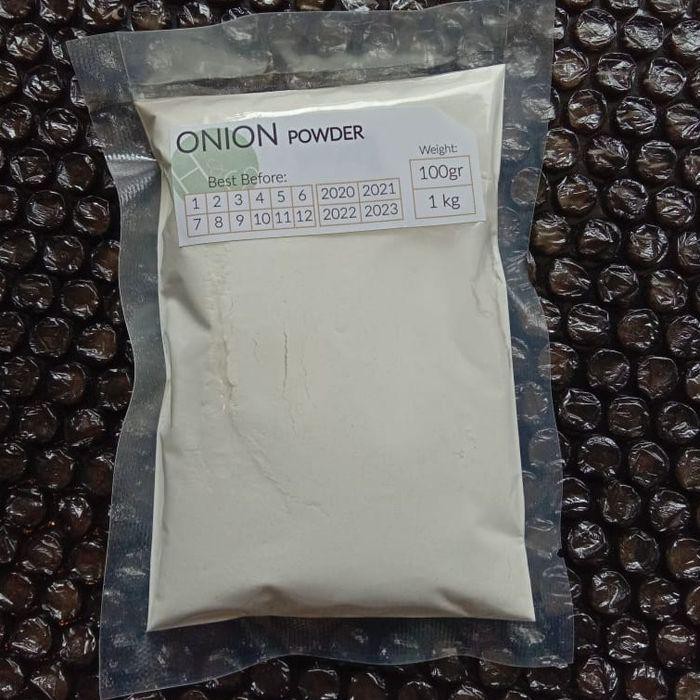 ONION POWDER
Weight:
Best Before:
100gr
1 2 3 4 5 6 2020 2021
7 8 9 10 11 12 2022 2023
1 kg